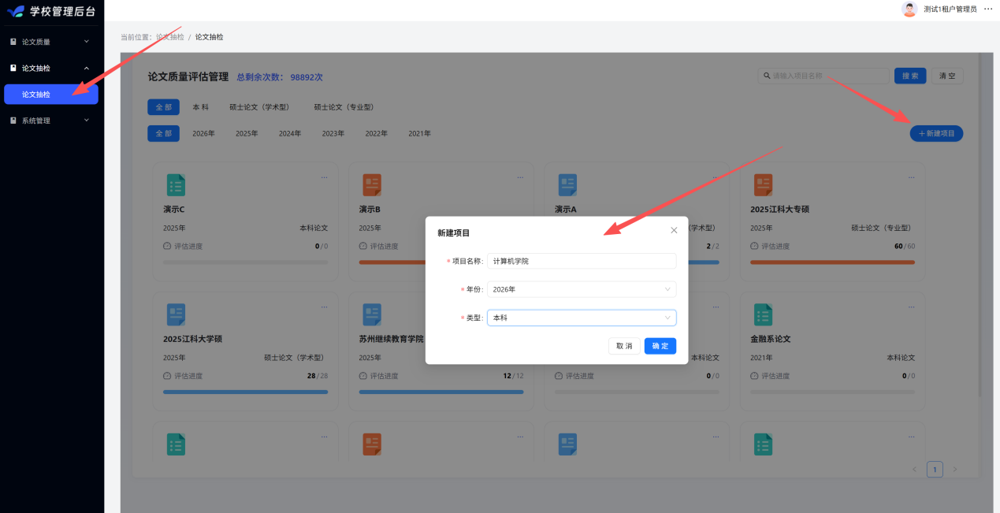 学校管理后台
测试1租户管理员 ···
论文质量
论文抽检
论文抽检
系统管理
当前位置: 论文抽检 / 论文抽检
论文质量评估管理 总剩余次数: 98892次
请输入项目名称 搜 索 清 空
全 部 本 科 硕士论文（学术型） 硕士论文（专业型）
全 部 2026年 2025年 2024年 2023年 2022年 2021年
+ 新建项目
演示C
2025年 本科论文
评估进度 0/0
演示B
2025年
评估进度
演示A
学术型）
2/2
2025江科大专硕
2025年 硕士论文（专业型）
评估进度 60/60
新建项目
* 项目名称: 计算机学院
* 年份: 2026年
* 类型: 本科
取 消 确 定
2025江科大学硕
2025年 硕士论文（学术型）
评估进度 28/28
苏州继续教育学院
2025年
评估进度 12/12
本科论文
评估进度 0/0
金融系论文
2021年 本科论文
评估进度 0/0
< 1 >